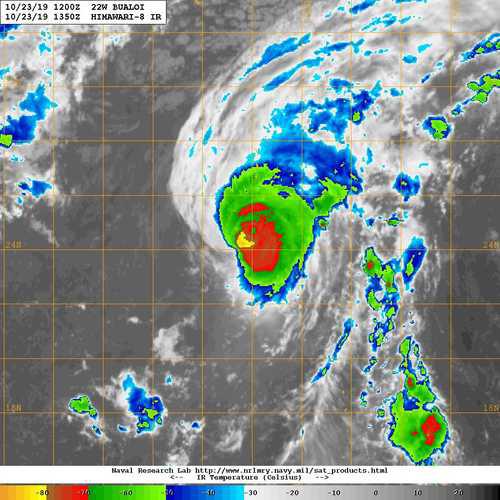 10/23/19 1200Z 22W BUALOI
10/23/19 1350Z HIMAWARI-8 IR
24N 24N
18N 18N
Naval Research Lab http://www.nrlmry.navy.mil/sat_products.html
<-- IR Temperature (Celsius) -->
-80 -70 -60 -50 -40 -30 -20 -10 0 10 20